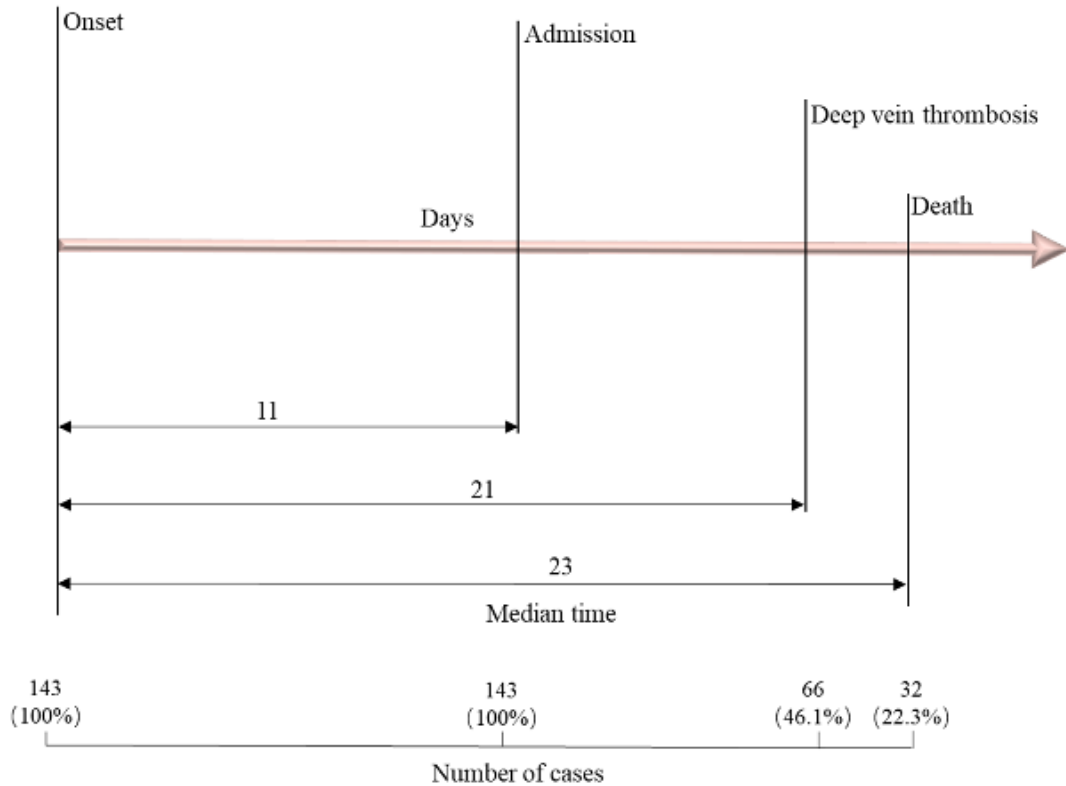 Onset
Admission
Deep vein thrombosis
Death
Days
11
21
23
Median time
143
(100%)
143
(100%)
66
(46.1%)
32
(22.3%)
Number of cases